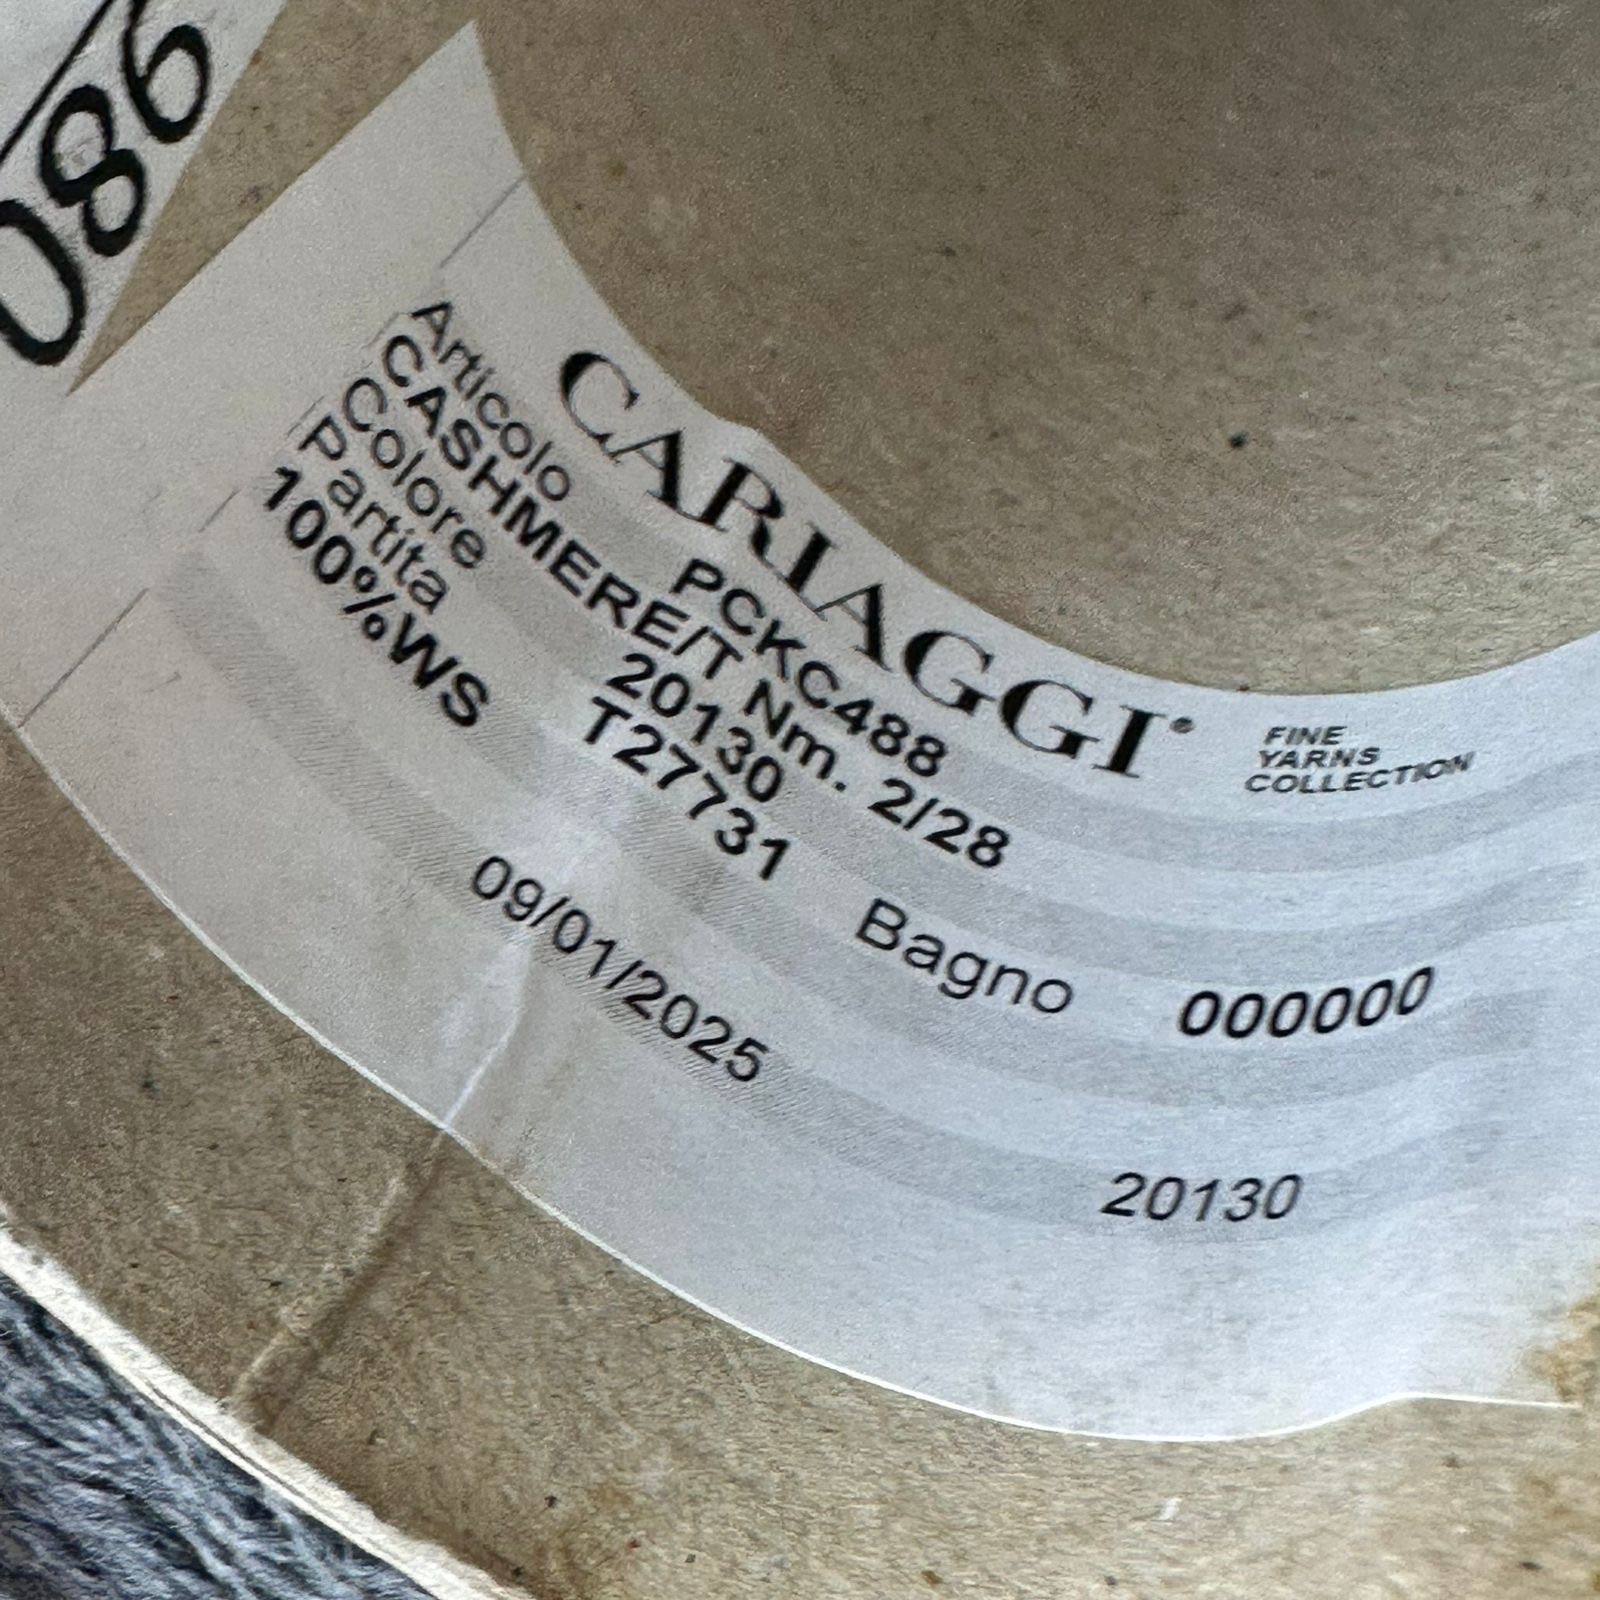 086
CARIAGGI® FINE
YARNS
COLLECTION
Articolo PCKC488
CASHMERE/T Nm. 2/28
Colore 20130
Partita T27731 Bagno 000000
100%WS
09/01/2025 20130